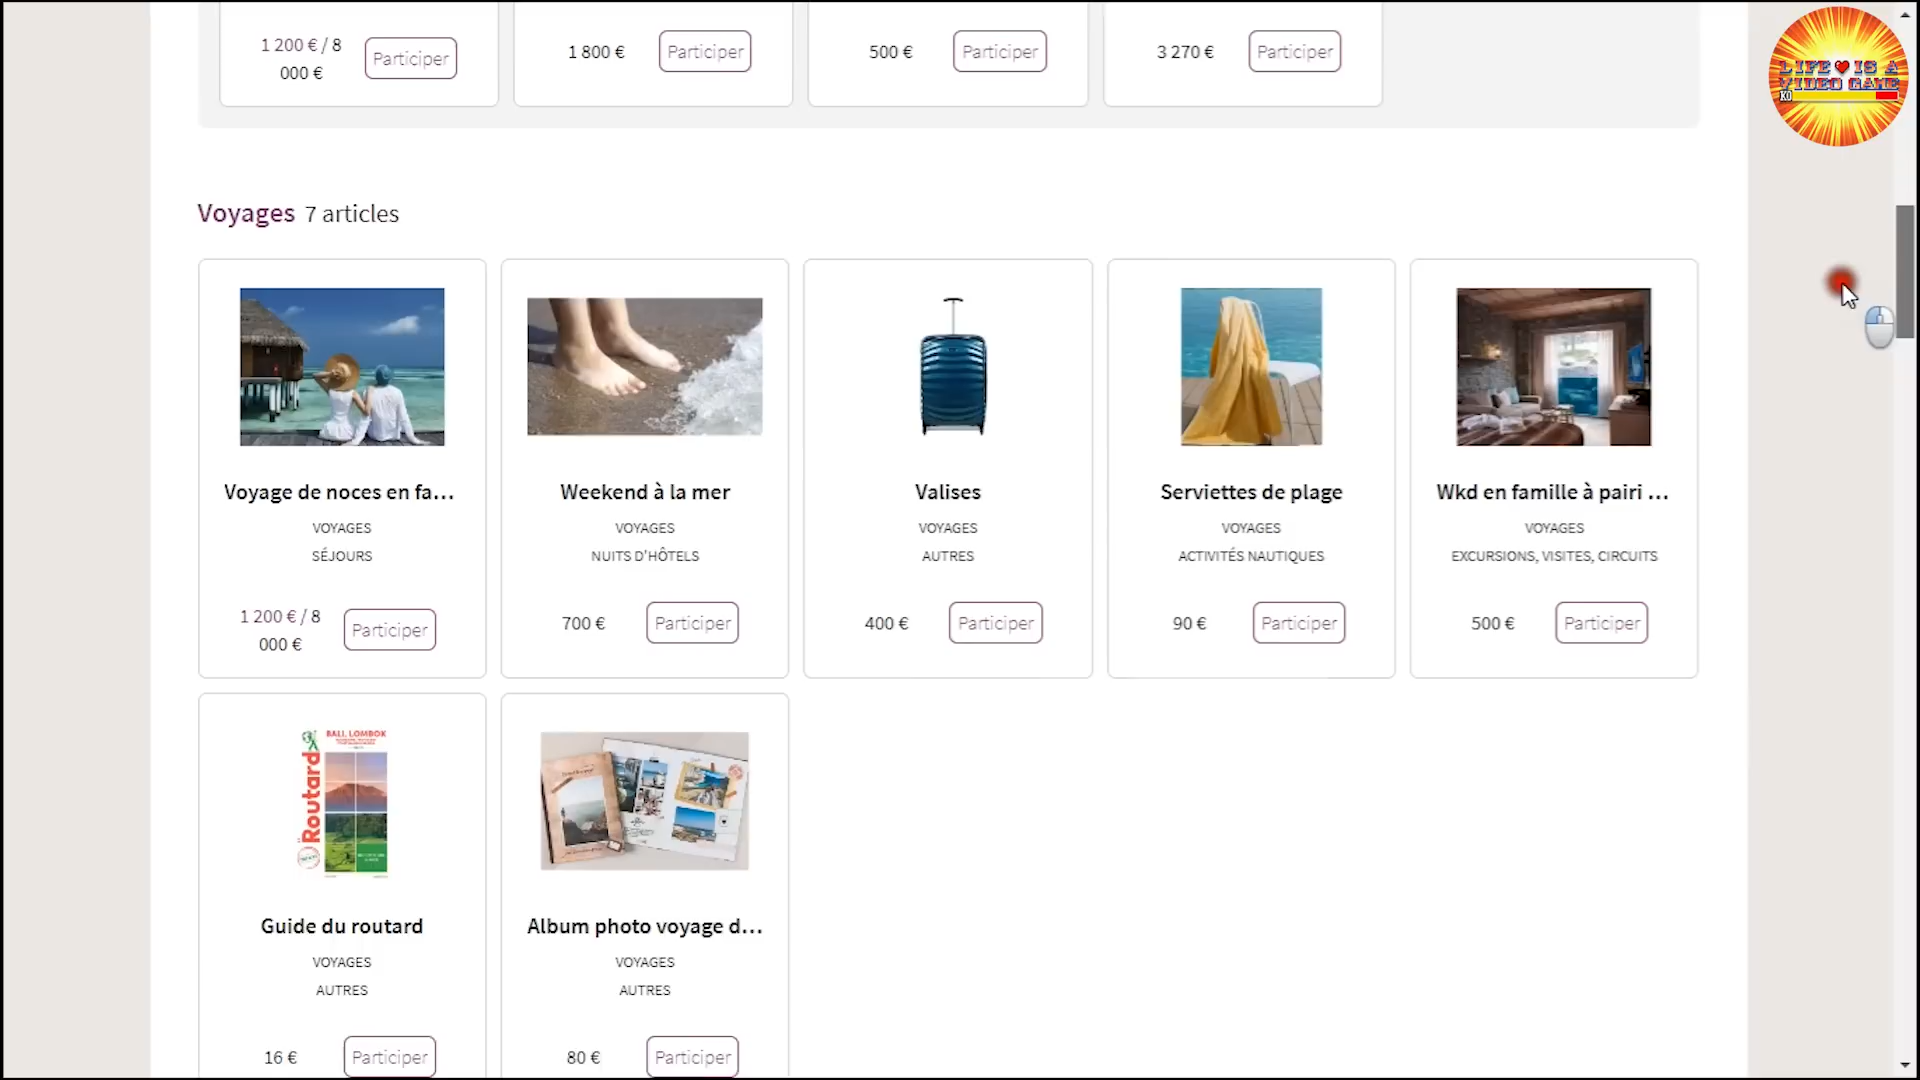 1 200 € / 8
000 €
Participer
1 800 €
Participer
500 €
Participer
3 270 €
Participer
LIFE IS A
VIDEO GAME
KO
Voyages 7 articles
Voyage de noces en fa...
VOYAGES
SÉJOURS
1 200 € / 8
000 €
Participer
Weekend à la mer
VOYAGES
NUITS D'HÔTELS
700 €
Participer
Valises
VOYAGES
AUTRES
400 €
Participer
Serviettes de plage
VOYAGES
ACTIVITÉS NAUTIQUES
90 €
Participer
Wkd en famille à pairi ...
VOYAGES
EXCURSIONS, VISITES, CIRCUITS
500 €
Participer
BALI, LOMBOK
Routard
Guide du routard
VOYAGES
AUTRES
16 €
Participer
Album photo voyage d...
VOYAGES
AUTRES
80 €
Participer